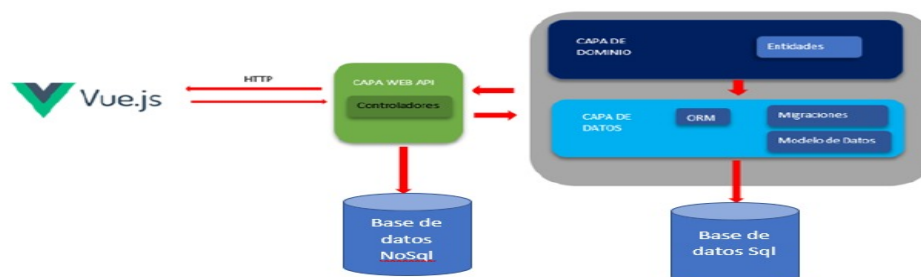 Vue.js
HTTP
CAPA WEB API
Controladores
Base de
datos
NoSql
CAPA DE
DOMINIO
Entidades
CAPA DE
DATOS
ORM
Migraciones
Modelo de Datos
Base de
datos Sql